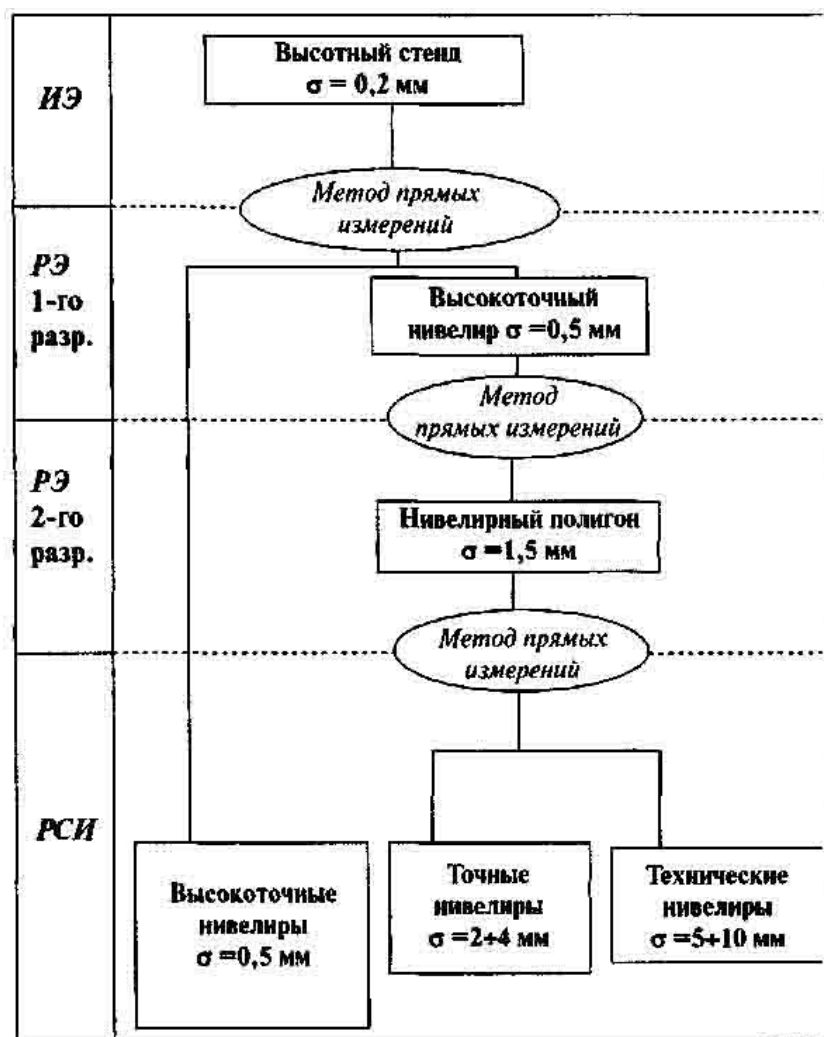 ИЭ
Высотный стенд
σ = 0,2 мм
Метод прямых
измерений
РЭ
1-го
разр.
Высокоточный
нивелир σ =0,5 мм
Метод
прямых измерений
РЭ
2-го
разр.
Нивелирный полигон
σ =1,5 мм
Метод прямых
измерений
РСИ
Высокоточные
нивелиры
σ =0,5 мм
Точные
нивелиры
σ =2+4 мм
Технические
нивелиры
σ =5+10 мм